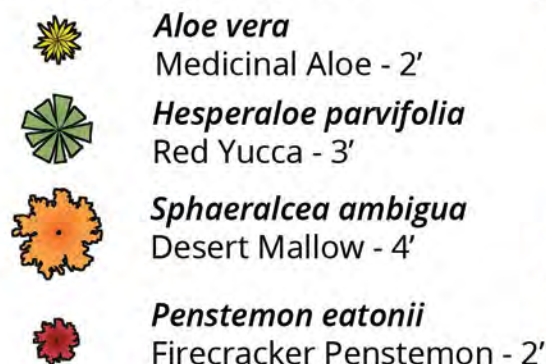 Aloe vera
Medicinal Aloe - 2’
Hesperaloe parvifolia
Red Yucca - 3’
Sphaeralcea ambigua
Desert Mallow - 4’
Penstemon eatonii
Firecracker Penstemon - 2’